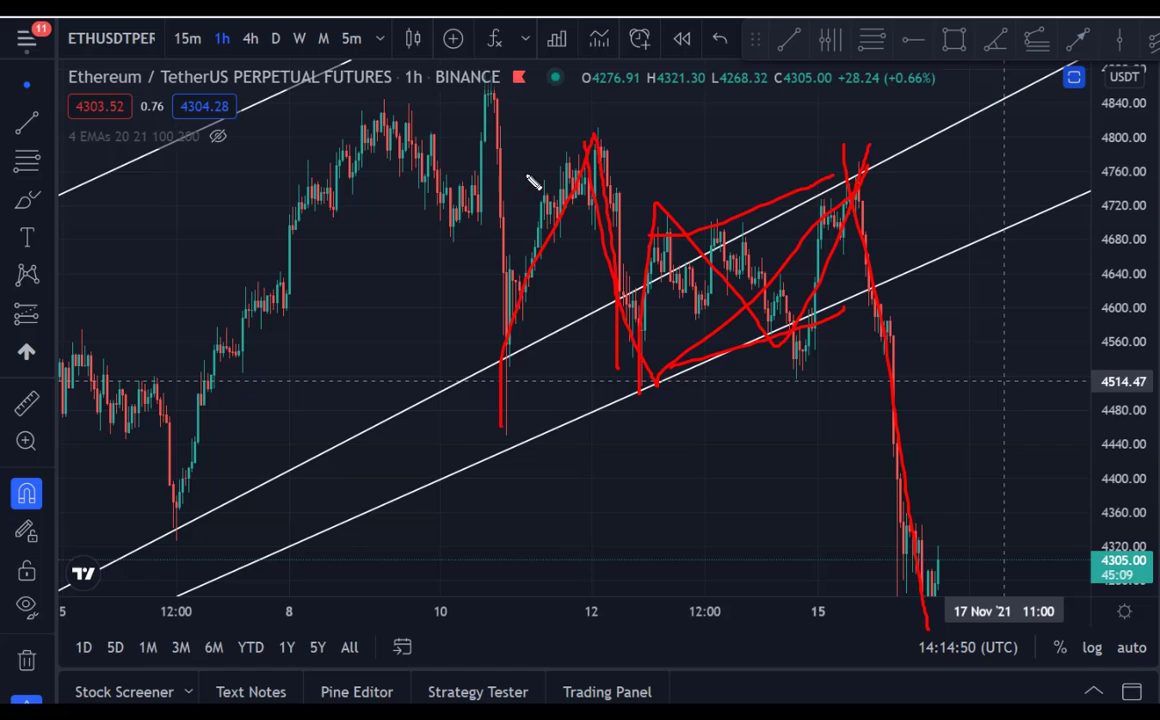 11
ETHUSDTPER 15m 1h 4h D W M 5m
Ethereum / TetherUS PERPETUAL FUTURES · 1h · BINANCE O4276.91 H4321.30 L4268.32 C4305.00 +28.24 (+0.66%) USDT
4303.52 0.76 4304.28
4 EMAs 20 21 100 200
4840.00
4800.00
4760.00
4720.00
4680.00
4640.00
4600.00
4560.00
4514.47
4480.00
4440.00
4400.00
4360.00
4320.00
4305.00
45:09
12:00 8 10 12 12:00 15 17 Nov '21 11:00
1D 5D 1M 3M 6M YTD 1Y 5Y All 14:14:50 (UTC) % log auto
Stock Screener Text Notes Pine Editor Strategy Tester Trading Panel